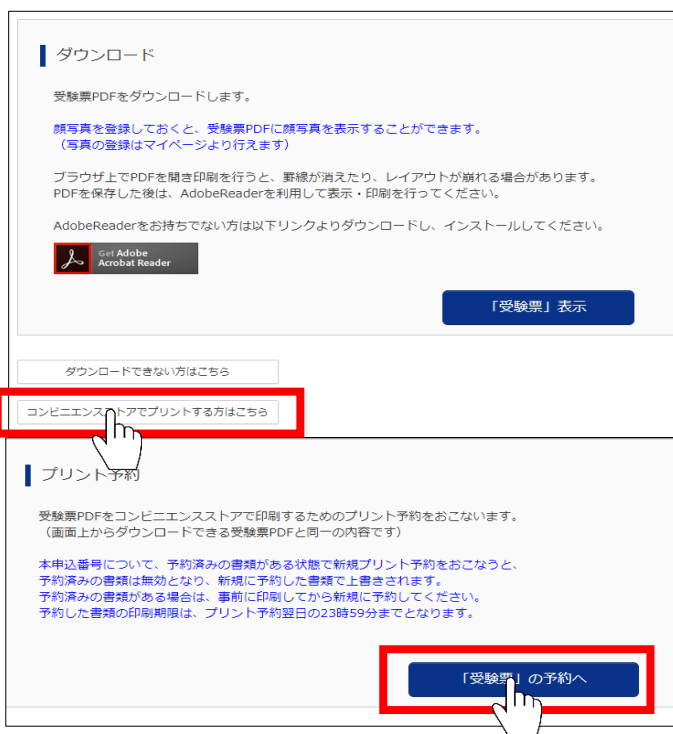 ダウンロード
受験票PDFをダウンロードします。
顔写真を登録しておくと、受験票PDFに顔写真を表示することができます。
（写真の登録はマイページより行えます）
ブラウザ上でPDFを開き印刷を行うと、罫線が消えたり、レイアウトが崩れる場合があります。
PDFを保存した後は、AdobeReaderを利用して表示・印刷を行ってください。
AdobeReaderをお持ちでない方は以下リンクよりダウンロードし、インストールしてください。
Get Adobe
Acrobat Reader
「受験票」表示
ダウンロードできない方はこちら
コンビニエンスストアでプリントする方はこちら
プリント予約
受験票PDFをコンビニエンスストアで印刷するためのプリント予約をおこないます。
（画面上からダウンロードできる受験票PDFと同一の内容です）
本申込番号について、予約済みの書類がある状態で新規プリント予約をおこなうと、
予約済みの書類は無効となり、新規に予約した書類で上書きされます。
予約済みの書類がある場合は、事前に印刷してから新規に予約してください。
予約した書類の印刷期限は、プリント予約翌日の23時59分までとなります。
「受験票」の予約へ